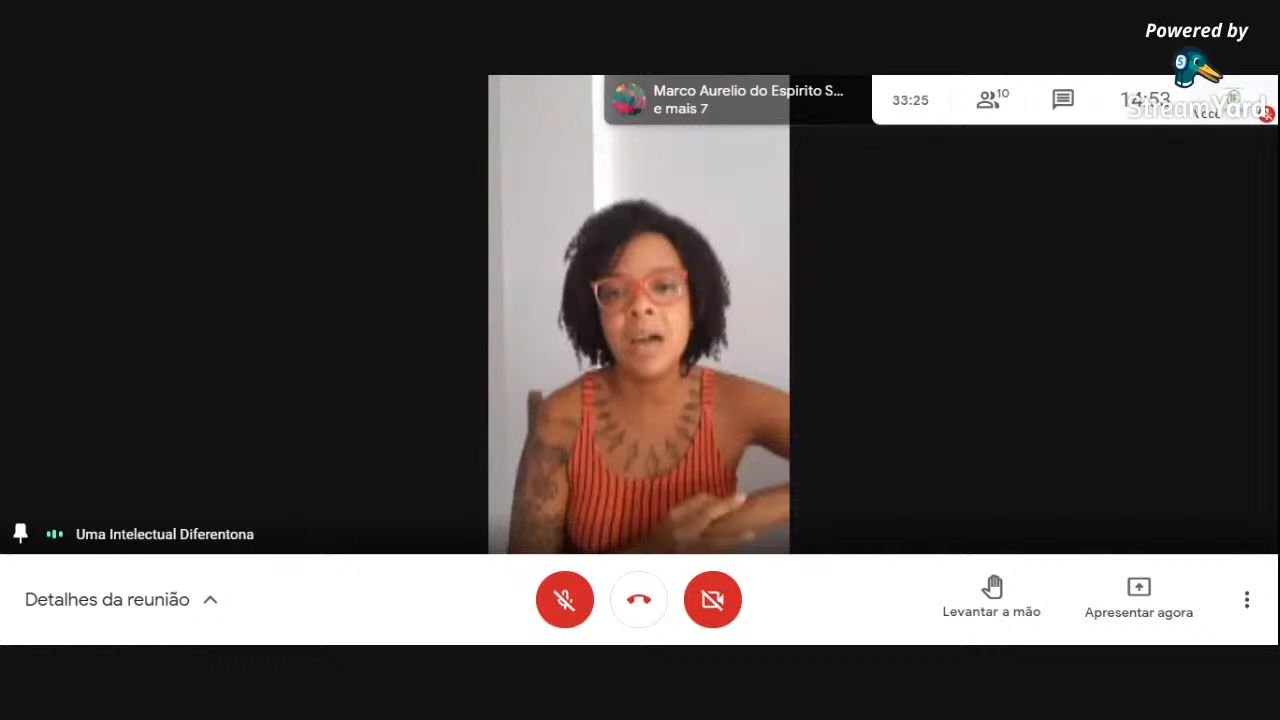 Powered by
StreamYard
Marco Aurelio do Espirito S...
e mais 7
33:25
10
14:53
Uma Intelectual Diferentona
Detalhes da reunião
Levantar a mão
Apresentar agora